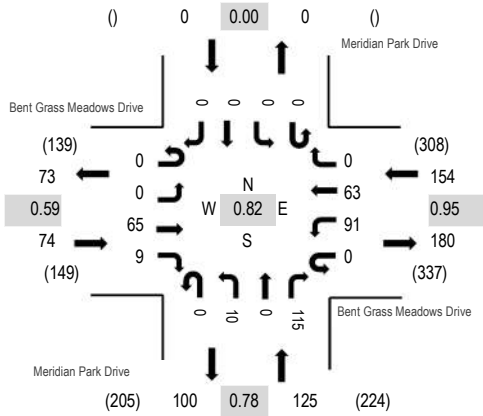 () 0 0.00 0 ()
Meridian Park Drive
Bent Grass Meadows Drive
0 0 0 0
(139) 0 0 (308)
73 0 N 63 154
0.59 65 W 0.82 E 91 0.95
74 9 S 0 180
(149) (337)
0 10 0 115
Bent Grass Meadows Drive
Meridian Park Drive
(205) 100 0.78 125 (224)